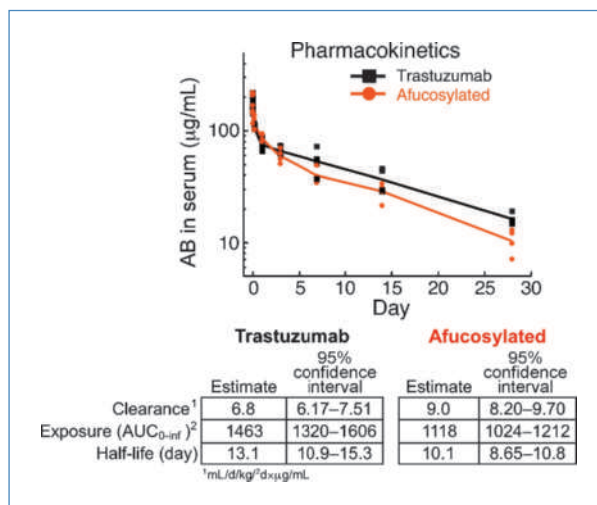 Pharmacokinetics
Trastuzumab
Afucosylated
AB in serum (µg/mL)
100
10
0 5 10 15 20 25 30
Day
Trastuzumab Afucosylated
Estimate 95% confidence interval Estimate 95% confidence interval
Clearance¹ 6.8 6.17–7.51 9.0 8.20–9.70
Exposure (AUC₀₋inf)² 1463 1320–1606 1118 1024–1212
Half-life (day) 13.1 10.9–15.3 10.1 8.65–10.8
¹mL/d/kg/²d×µg/mL